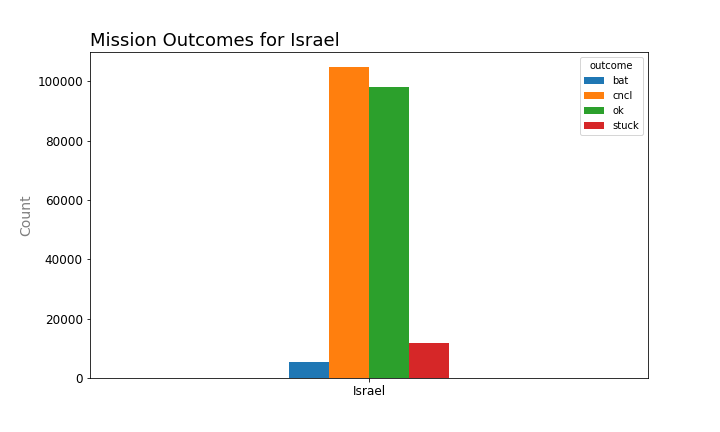 Mission Outcomes for Israel
outcome
bat
cncl
ok
stuck
100000
80000
60000
40000
20000
0
Count
Israel